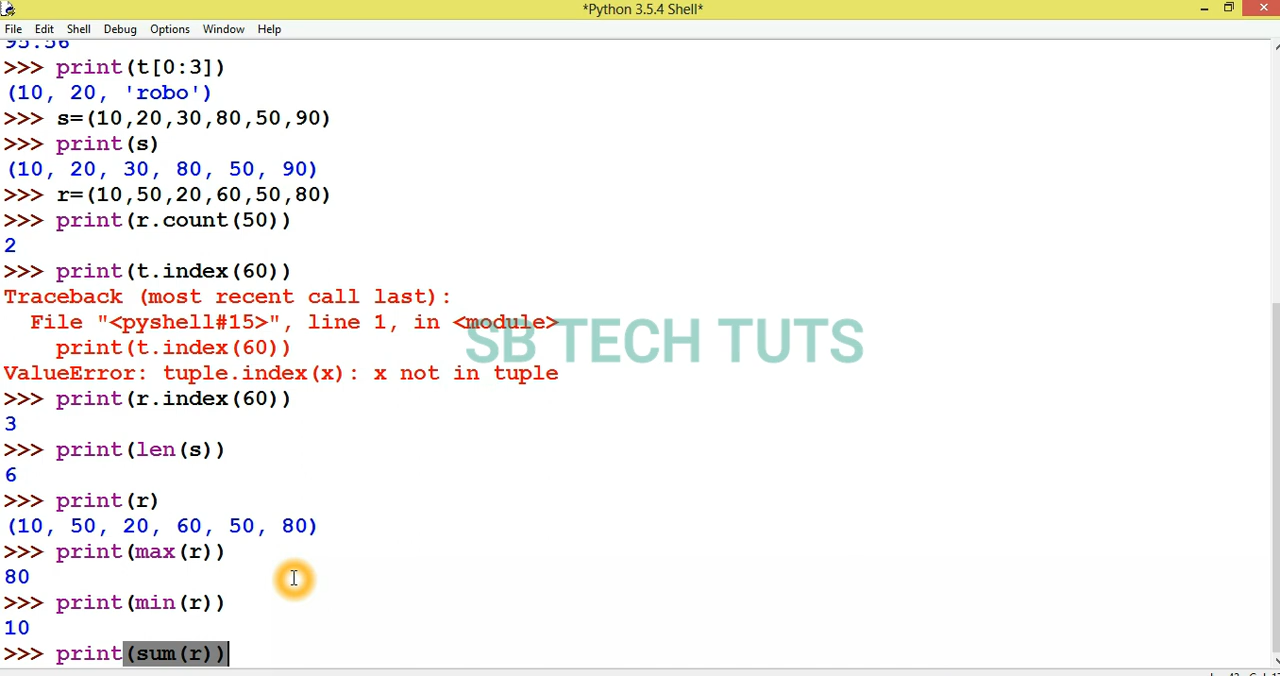 *Python 3.5.4 Shell*
File Edit Shell Debug Options Window Help
95.56
>>> print(t[0:3])
(10, 20, 'robo')
>>> s=(10,20,30,80,50,90)
>>> print(s)
(10, 20, 30, 80, 50, 90)
>>> r=(10,50,20,60,50,80)
>>> print(r.count(50))
2
>>> print(t.index(60))
Traceback (most recent call last):
  File "<pyshell#15>", line 1, in <module>
    print(t.index(60))
SB TECH TUTS
ValueError: tuple.index(x): x not in tuple
>>> print(r.index(60))
3
>>> print(len(s))
6
>>> print(r)
(10, 50, 20, 60, 50, 80)
>>> print(max(r))
80
>>> print(min(r))
10
>>> print(sum(r))